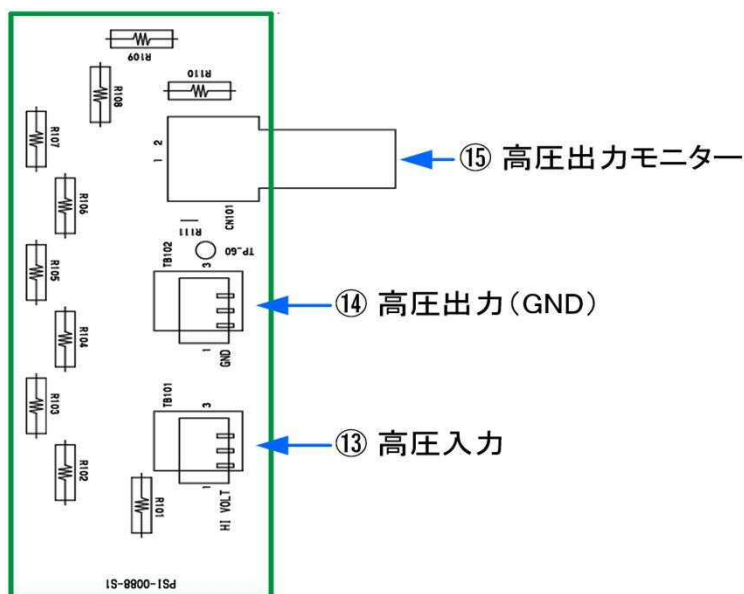 R109
R110
R108
R107
2
1
⑮ 高圧出力モニター
R106
CN101
R111
TP_GO
TB102
3
R105
⑭ 高圧出力(GND)
R104
1
GND
TB101
3
R103
⑬ 高圧入力
R102
1
HI VOLT
R101
PSI-0088-S1